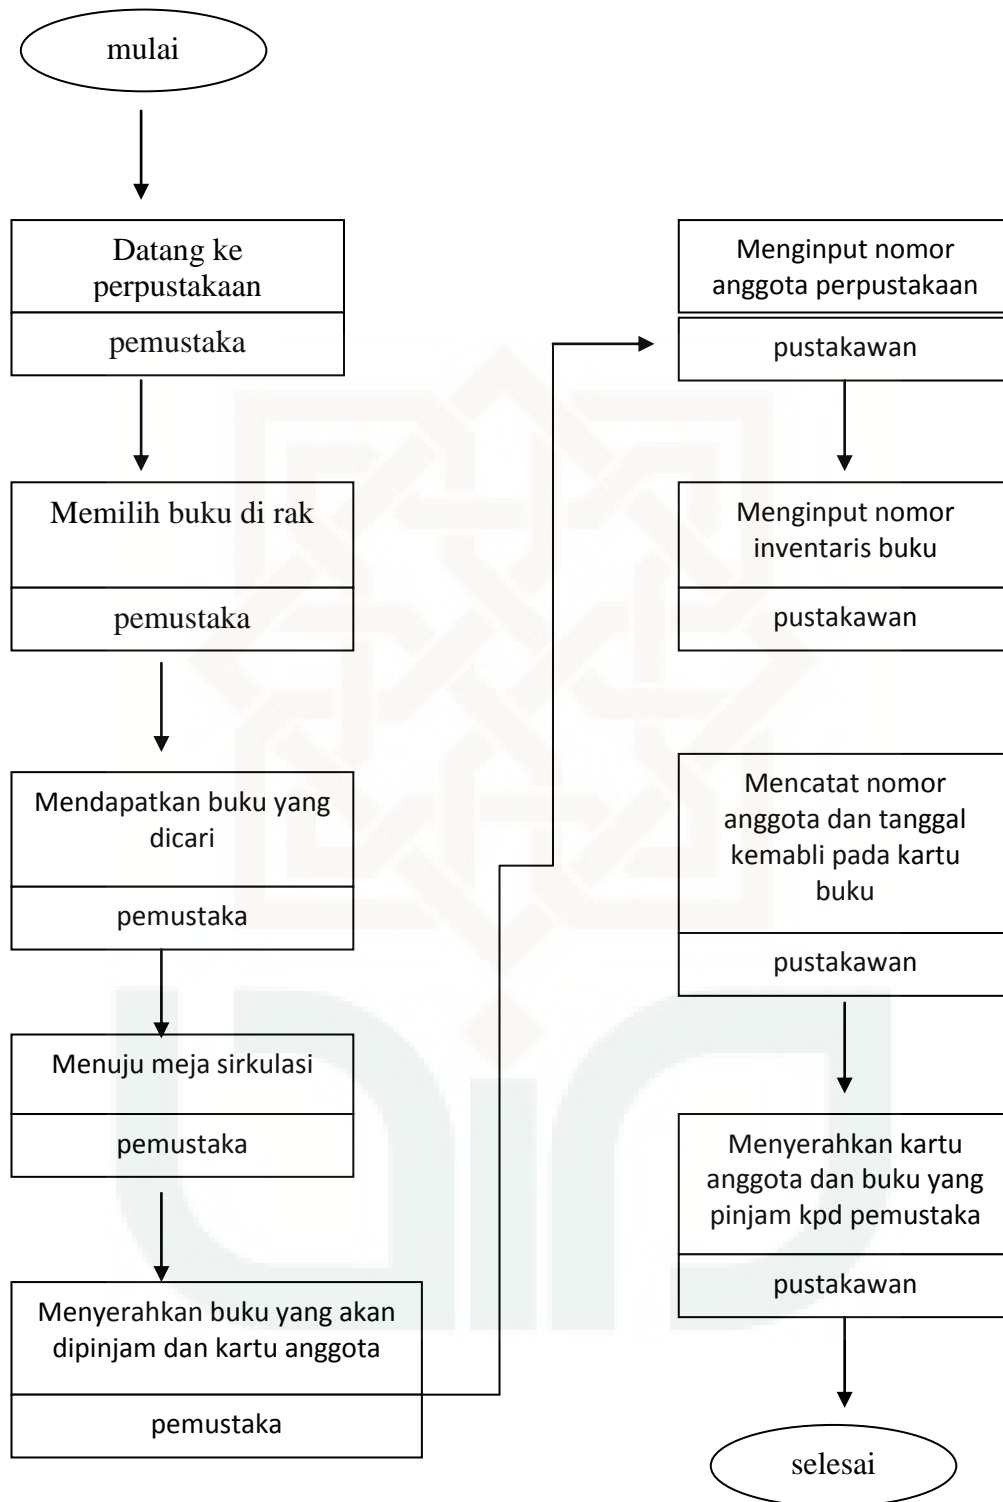 mulai
Datang ke
perpustakaan
pemustaka
Memilih buku di rak
pemustaka
Mendapatkan buku yang
dicari
pemustaka
Menuju meja sirkulasi
pemustaka
Menyerahkan buku yang akan
dipinjam dan kartu anggota
pemustaka
Menginput nomor
anggota perpustakaan
pustakawan
Menginput nomor
inventaris buku
pustakawan
Mencatat nomor
anggota dan tanggal
kemabli pada kartu
buku
pustakawan
Menyerahkan kartu
anggota dan buku yang
pinjam kpd pemustaka
pustakawan
selesai